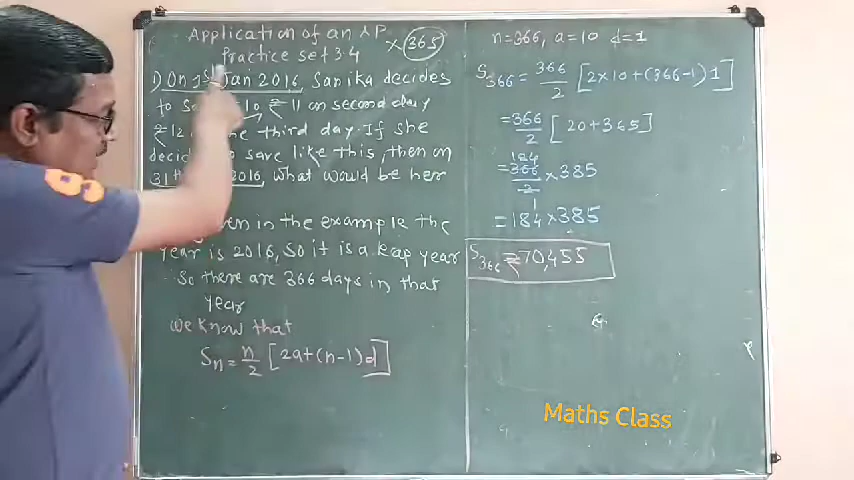 Application of an AP
Practice set 3.4
× 365
1) On 1st Jan 2016, Sanika decides
to 10, ₹ 11 on second day
₹ 12 the third day. If she
save like this, then on
31 2016, what would be her
in the example the
year is 2016, So it is a leap year
So there are 366 days in that
year
we know that
Sn = n/2 [2a+(n-1)d]
n=366, a=10 d=1
S366 = 366/2 [2×10+(366-1)1]
= 366/2 [20+365]
= 366/2 × 385
184
1
= 184×385
S366 = ₹70,455
Maths Class